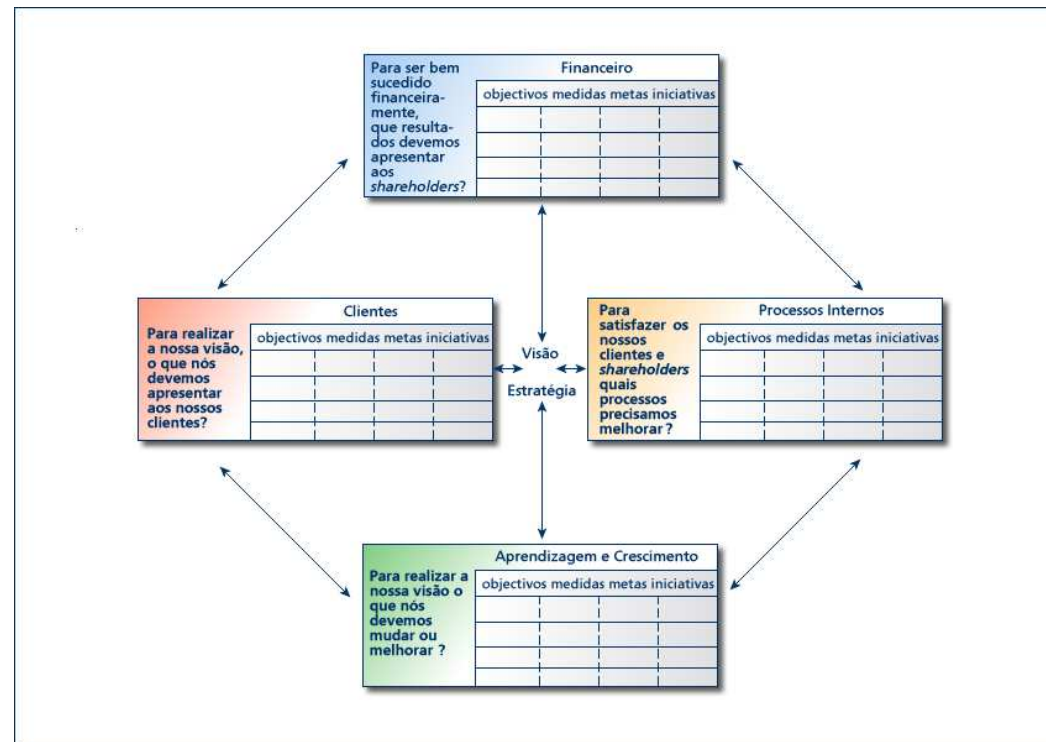 Para ser bem
sucedido
financeira-
mente,
que resulta-
dos devemos
apresentar
aos
shareholders?
Financeiro
objectivos medidas metas iniciativas
Para realizar
a nossa visão,
o que nós
devemos
apresentar
aos nossos
clientes?
Clientes
objectivos medidas metas iniciativas
Visão
Estratégia
Para
satisfazer os
nossos
clientes e
shareholders
quais
processos
precisamos
melhorar ?
Processos Internos
objectivos medidas metas iniciativas
Para realizar a
nossa visão o
que nós
devemos
mudar ou
melhorar ?
Aprendizagem e Crescimento
objectivos medidas metas iniciativas